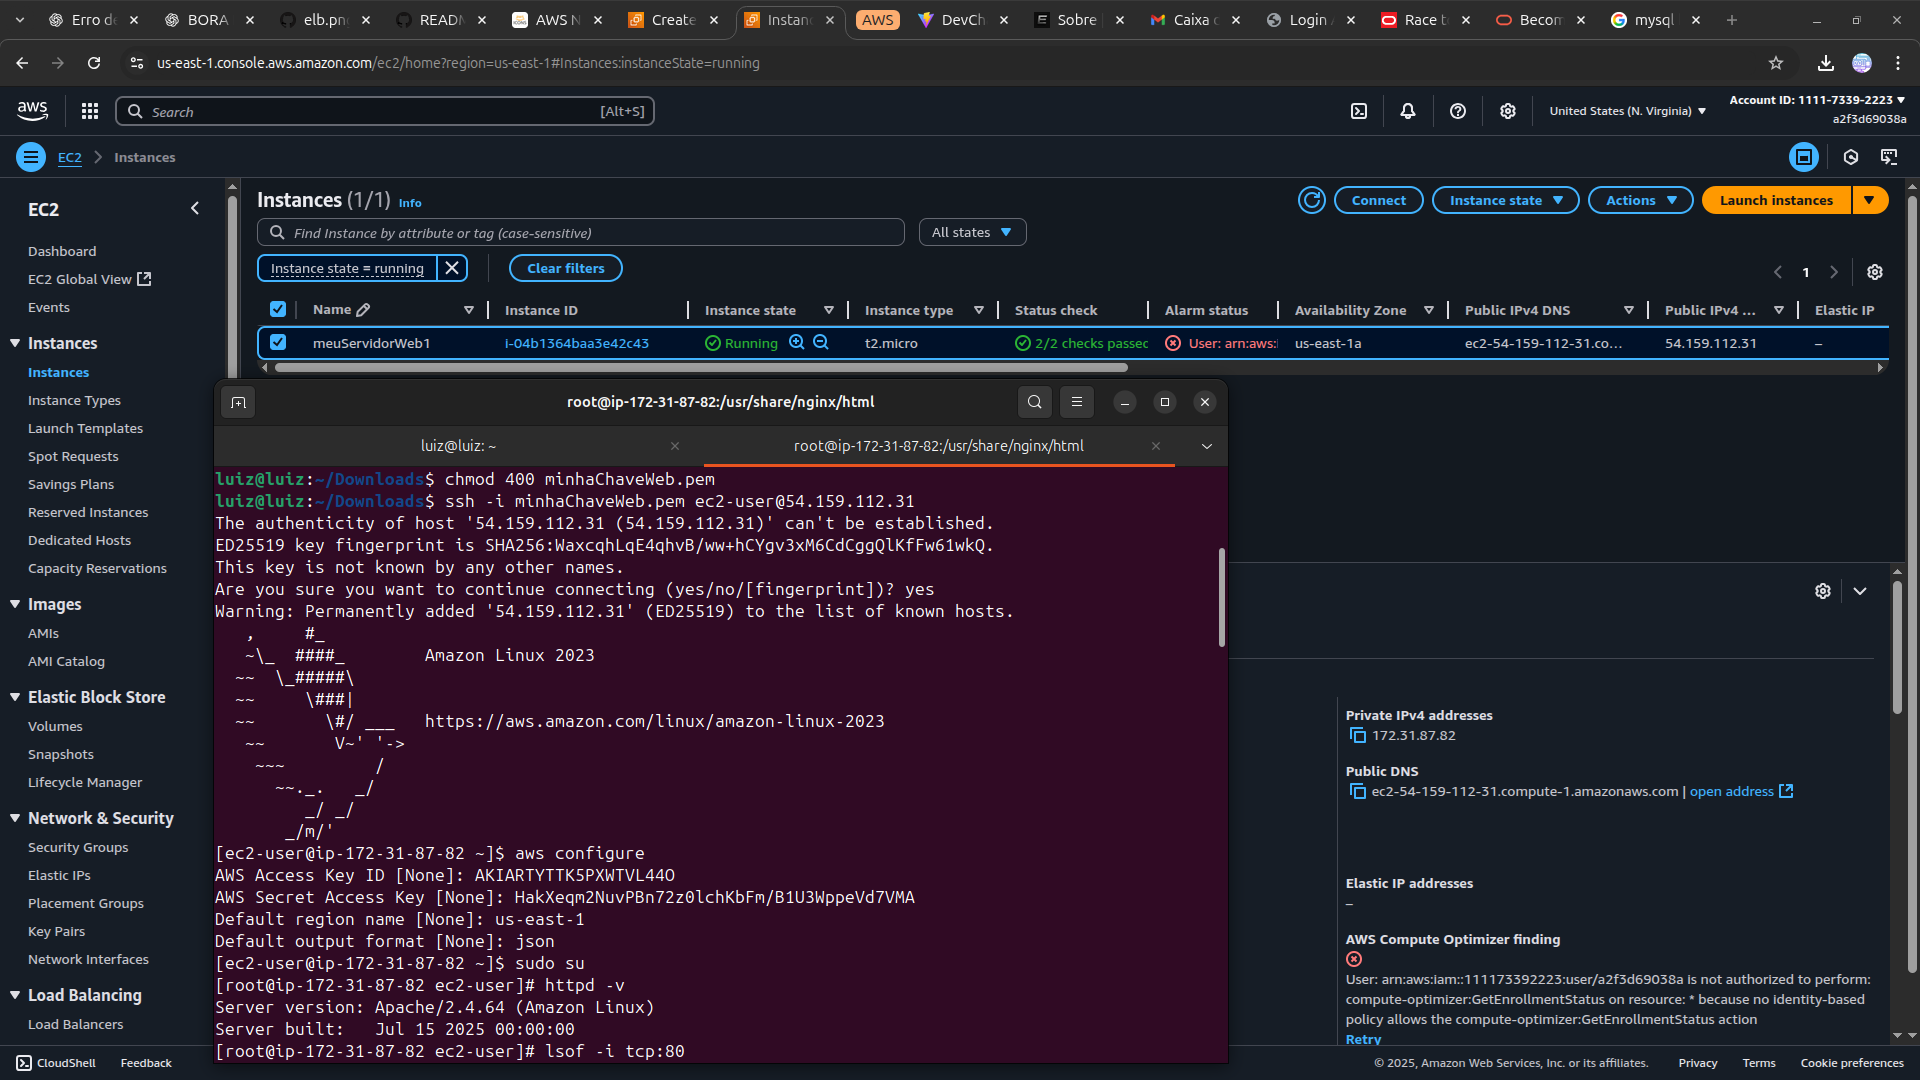 Erro de
BORA
elb.pn
READM
AWS N
Create
Instanc
AWS
DevCh
Sobre
Caixa d
Login
Race t
Becom
mysql
us-east-1.console.aws.amazon.com/ec2/home?region=us-east-1#Instances:instanceState=running
aws
Search
[Alt+S]
United States (N. Virginia)
Account ID: 1111-7339-2223
a2f3d69038a
EC2
Instances
EC2
Dashboard
EC2 Global View
Events
Instances
Instances
Instance Types
Launch Templates
Spot Requests
Savings Plans
Reserved Instances
Dedicated Hosts
Capacity Reservations
Images
AMIs
AMI Catalog
Elastic Block Store
Volumes
Snapshots
Lifecycle Manager
Network & Security
Security Groups
Elastic IPs
Placement Groups
Key Pairs
Network Interfaces
Load Balancing
Load Balancers
Instances (1/1) Info
Connect
Instance state
Actions
Launch instances
Find Instance by attribute or tag (case-sensitive)
All states
Instance state = running
Clear filters
1
Name
Instance ID
Instance state
Instance type
Status check
Alarm status
Availability Zone
Public IPv4 DNS
Public IPv4 ...
Elastic IP
meuServidorWeb1
i-04b1364baa3e42c43
Running
t2.micro
2/2 checks passec
User: arn:aws:i
us-east-1a
ec2-54-159-112-31.co...
54.159.112.31
–
root@ip-172-31-87-82:/usr/share/nginx/html
luiz@luiz: ~
root@ip-172-31-87-82:/usr/share/nginx/html
luiz@luiz:~/Downloads$ chmod 400 minhaChaveWeb.pem
luiz@luiz:~/Downloads$ ssh -i minhaChaveWeb.pem ec2-user@54.159.112.31
The authenticity of host '54.159.112.31 (54.159.112.31)' can't be established.
ED25519 key fingerprint is SHA256:WaxcqhLqE4qhvB/ww+hCYgv3xM6CdCggQlKfFw61wkQ.
This key is not known by any other names.
Are you sure you want to continue connecting (yes/no/[fingerprint])? yes
Warning: Permanently added '54.159.112.31' (ED25519) to the list of known hosts.
   ,     #_
   ~\_  ####_        Amazon Linux 2023
  ~~  \_#####\
  ~~     \###|
  ~~       \#/ ___   https://aws.amazon.com/linux/amazon-linux-2023
   ~~       V~' '->
    ~~~         /
      ~~._.   _/
         _/ _/
       _/m/'
[ec2-user@ip-172-31-87-82 ~]$ aws configure
AWS Access Key ID [None]: AKIARTYTTK5PXWTVL44O
AWS Secret Access Key [None]: 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
Default region name [None]: us-east-1
Default output format [None]: json
[ec2-user@ip-172-31-87-82 ~]$ sudo su
[root@ip-172-31-87-82 ec2-user]# httpd -v
Server version: Apache/2.4.64 (Amazon Linux)
Server built:   Jul 15 2025 00:00:00
[root@ip-172-31-87-82 ec2-user]# lsof -i tcp:80
Private IPv4 addresses
172.31.87.82
Public DNS
ec2-54-159-112-31.compute-1.amazonaws.com | open address
Elastic IP addresses
–
AWS Compute Optimizer finding
User: arn:aws:iam::111173392223:user/a2f3d69038a is not authorized to perform:
compute-optimizer:GetEnrollmentStatus on resource: * because no identity-based
policy allows the compute-optimizer:GetEnrollmentStatus action
Retry
CloudShell
Feedback
© 2025, Amazon Web Services, Inc. or its affiliates.
Privacy
Terms
Cookie preferences